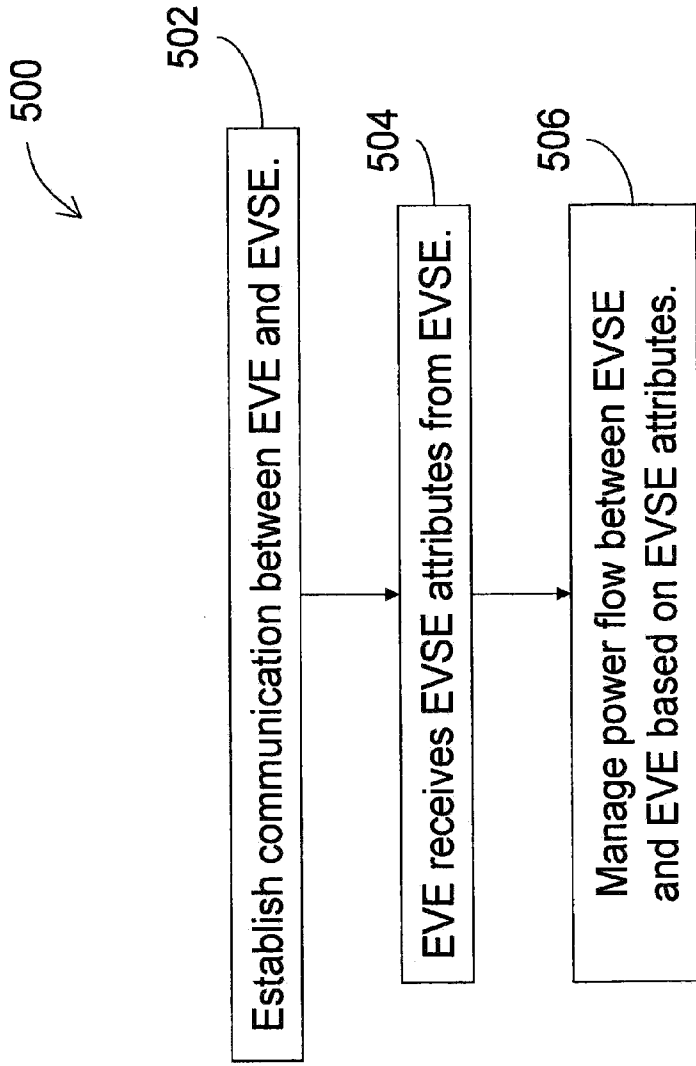 500
502
Establish communication between EVE and EVSE.
504
EVE receives EVSE attributes from EVSE.
506
Manage power flow between EVSE
and EVE based on EVSE attributes.